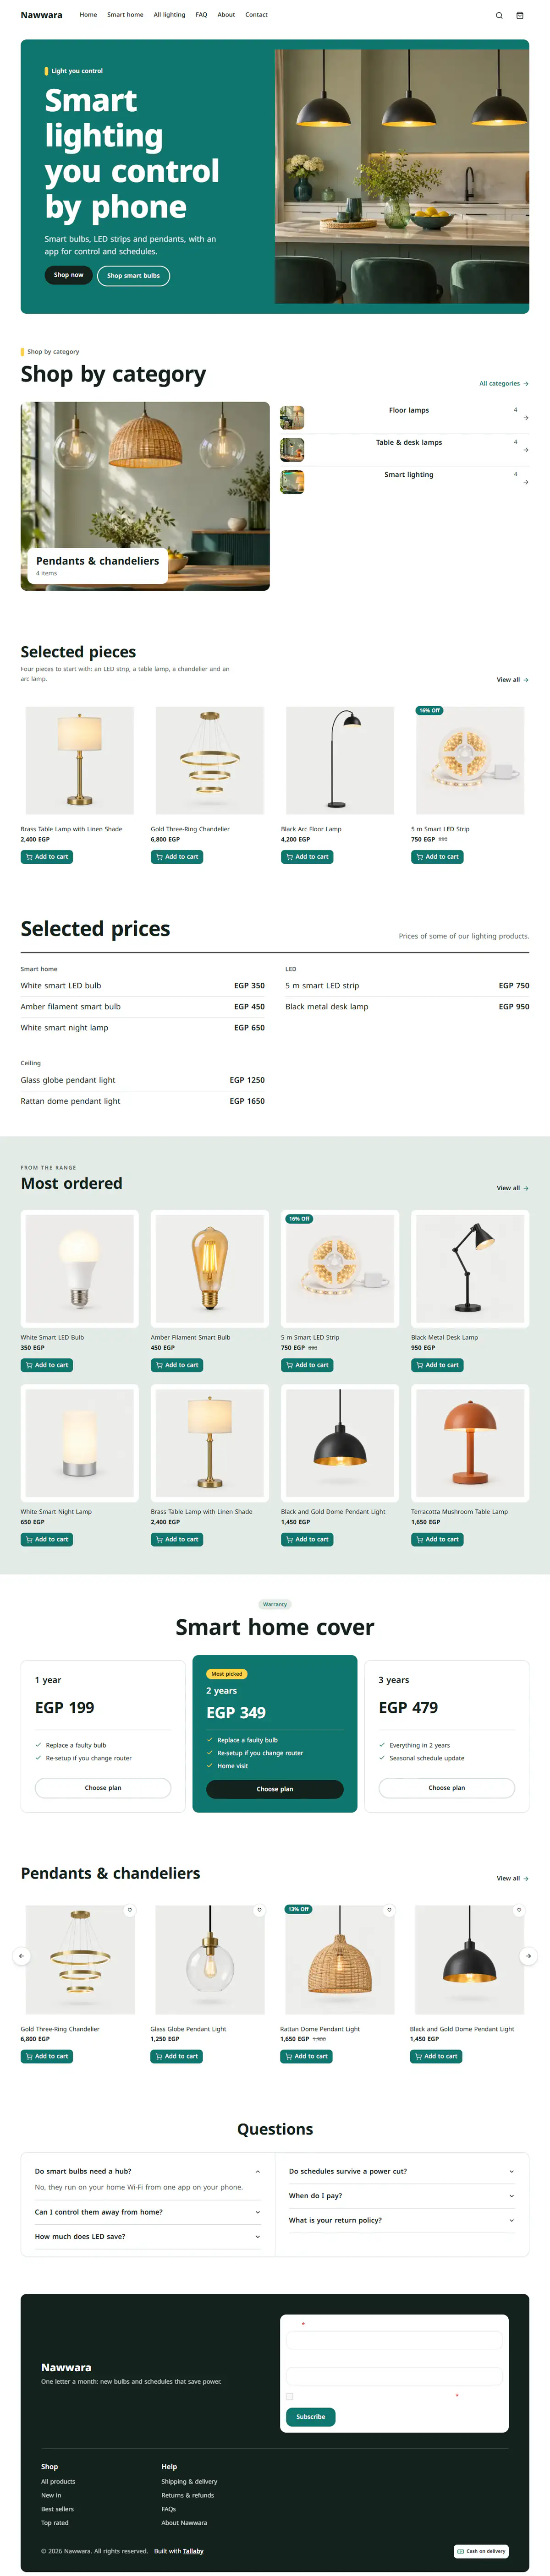 Nawwara
Home
Smart home
All lighting
FAQ
About
Contact
Light you control
Smart
lighting
you control
by phone
Smart bulbs, LED strips and pendants, with an
app for control and schedules.
Shop now
Shop smart bulbs
Shop by category
Shop by category
All categories →
Pendants & chandeliers
4 items
Floor lamps
4
Table & desk lamps
4
Smart lighting
4
Selected pieces
Four pieces to start with: an LED strip, a table lamp, a chandelier and an
arc lamp.
View all →
16% Off
Brass Table Lamp with Linen Shade
2,400 EGP
Add to cart
Gold Three-Ring Chandelier
6,800 EGP
Add to cart
Black Arc Floor Lamp
4,200 EGP
Add to cart
5 m Smart LED Strip
750 EGP 890
Add to cart
Selected prices
Prices of some of our lighting products.
Smart home
White smart LED bulb EGP 350
Amber filament smart bulb EGP 450
White smart night lamp EGP 650
LED
5 m smart LED strip EGP 750
Black metal desk lamp EGP 950
Ceiling
Glass globe pendant light EGP 1250
Rattan dome pendant light EGP 1650
FROM THE RANGE
Most ordered
View all →
White Smart LED Bulb
350 EGP
Add to cart
Amber Filament Smart Bulb
450 EGP
Add to cart
16% Off
5 m Smart LED Strip
750 EGP 890
Add to cart
Black Metal Desk Lamp
950 EGP
Add to cart
White Smart Night Lamp
650 EGP
Add to cart
Brass Table Lamp with Linen Shade
2,400 EGP
Add to cart
Black and Gold Dome Pendant Light
1,450 EGP
Add to cart
Terracotta Mushroom Table Lamp
1,650 EGP
Add to cart
Warranty
Smart home cover
1 year
EGP 199
Replace a faulty bulb
Re-setup if you change router
Choose plan
Most picked
2 years
EGP 349
Replace a faulty bulb
Re-setup if you change router
Home visit
Choose plan
3 years
EGP 479
Everything in 2 years
Seasonal schedule update
Choose plan
Pendants & chandeliers
View all →
Gold Three-Ring Chandelier
6,800 EGP
Add to cart
Glass Globe Pendant Light
1,250 EGP
Add to cart
13% Off
Rattan Dome Pendant Light
1,650 EGP 1,900
Add to cart
Black and Gold Dome Pendant Light
1,450 EGP
Add to cart
Questions
Do smart bulbs need a hub?
No, they run on your home Wi-Fi from one app on your phone.
Can I control them away from home?
How much does LED save?
Do schedules survive a power cut?
When do I pay?
What is your return policy?
Nawwara
One letter a month: new bulbs and schedules that save power.
*
*
Subscribe
Shop
All products
New in
Best sellers
Top rated
Help
Shipping & delivery
Returns & refunds
FAQs
About Nawwara
© 2026 Nawwara. All rights reserved. Built with Tallaby
Cash on delivery